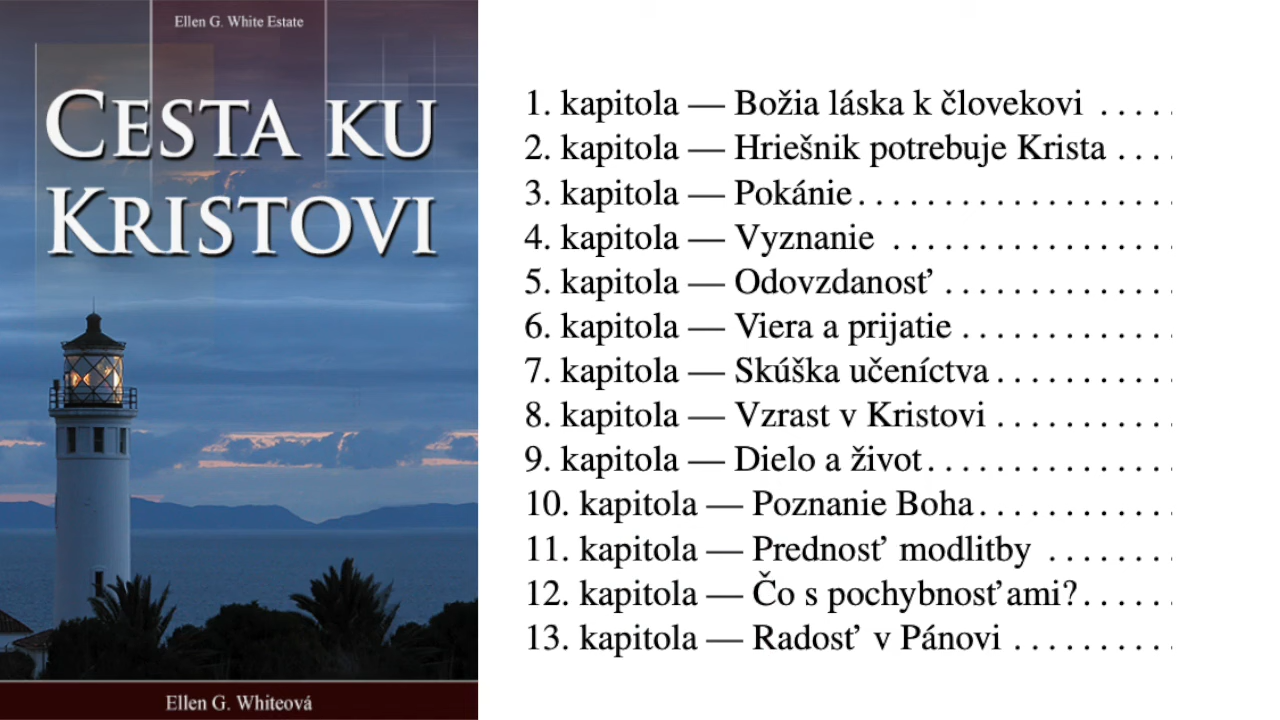 Ellen G. White Estate
CESTA KU
KRISTOVI
Ellen G. Whiteová
1. kapitola — Božia láska k človekovi . . . . .
2. kapitola — Hriešnik potrebuje Krista . . . .
3. kapitola — Pokánie . . . . . . . . . . . . . . . . . . .
4. kapitola — Vyznanie . . . . . . . . . . . . . . . . .
5. kapitola — Odovzdanosť . . . . . . . . . . . . . .
6. kapitola — Viera a prijatie . . . . . . . . . . . . .
7. kapitola — Skúška učeníctva . . . . . . . . . . .
8. kapitola — Vzrast v Kristovi . . . . . . . . . . .
9. kapitola — Dielo a život . . . . . . . . . . . . . . .
10. kapitola — Poznanie Boha . . . . . . . . . . . .
11. kapitola — Prednosť modlitby . . . . . . . .
12. kapitola — Čo s pochybnosťami? . . . . . .
13. kapitola — Radosť v Pánovi . . . . . . . . . .